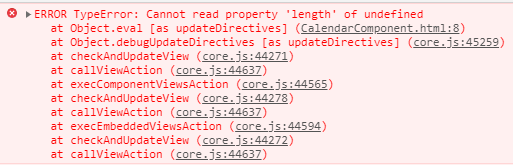 ERROR TypeError: Cannot read property 'length' of undefined
at Object.eval [as updateDirectives] (CalendarComponent.html:8)
at Object.debugUpdateDirectives [as updateDirectives] (core.js:45259)
at checkAndUpdateView (core.js:44271)
at callViewAction (core.js:44637)
at execComponentViewsAction (core.js:44565)
at checkAndUpdateView (core.js:44278)
at callViewAction (core.js:44637)
at execEmbeddedViewsAction (core.js:44594)
at checkAndUpdateView (core.js:44272)
at callViewAction (core.js:44637)